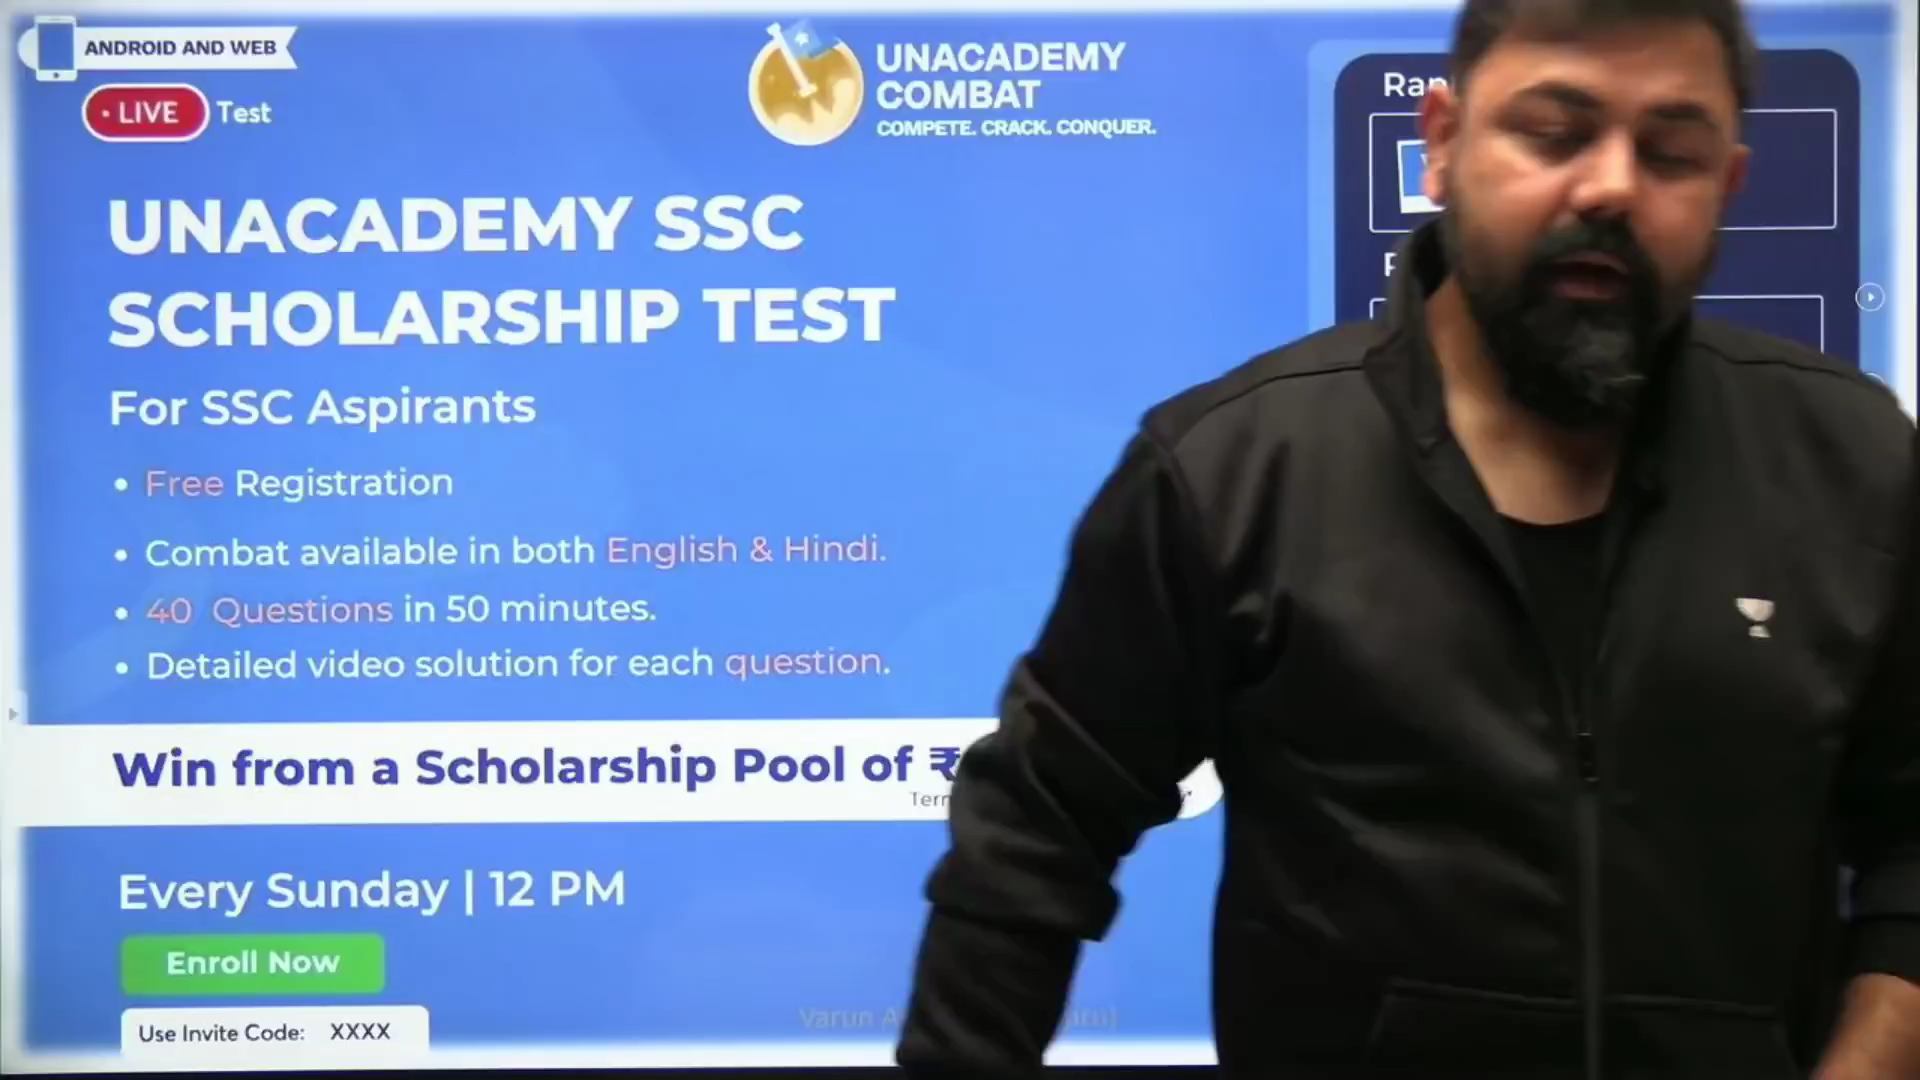 ANDROID AND WEB
LIVE Test
UNACADEMY
COMBAT
COMPETE. CRACK. CONQUER.
UNACADEMY SSC
SCHOLARSHIP TEST
For SSC Aspirants
• Free Registration
• Combat available in both English & Hindi.
• 40 Questions in 50 minutes.
• Detailed video solution for each question.
Win from a Scholarship Pool of ₹
Every Sunday | 12 PM
Enroll Now
Use Invite Code: XXXX
Varun